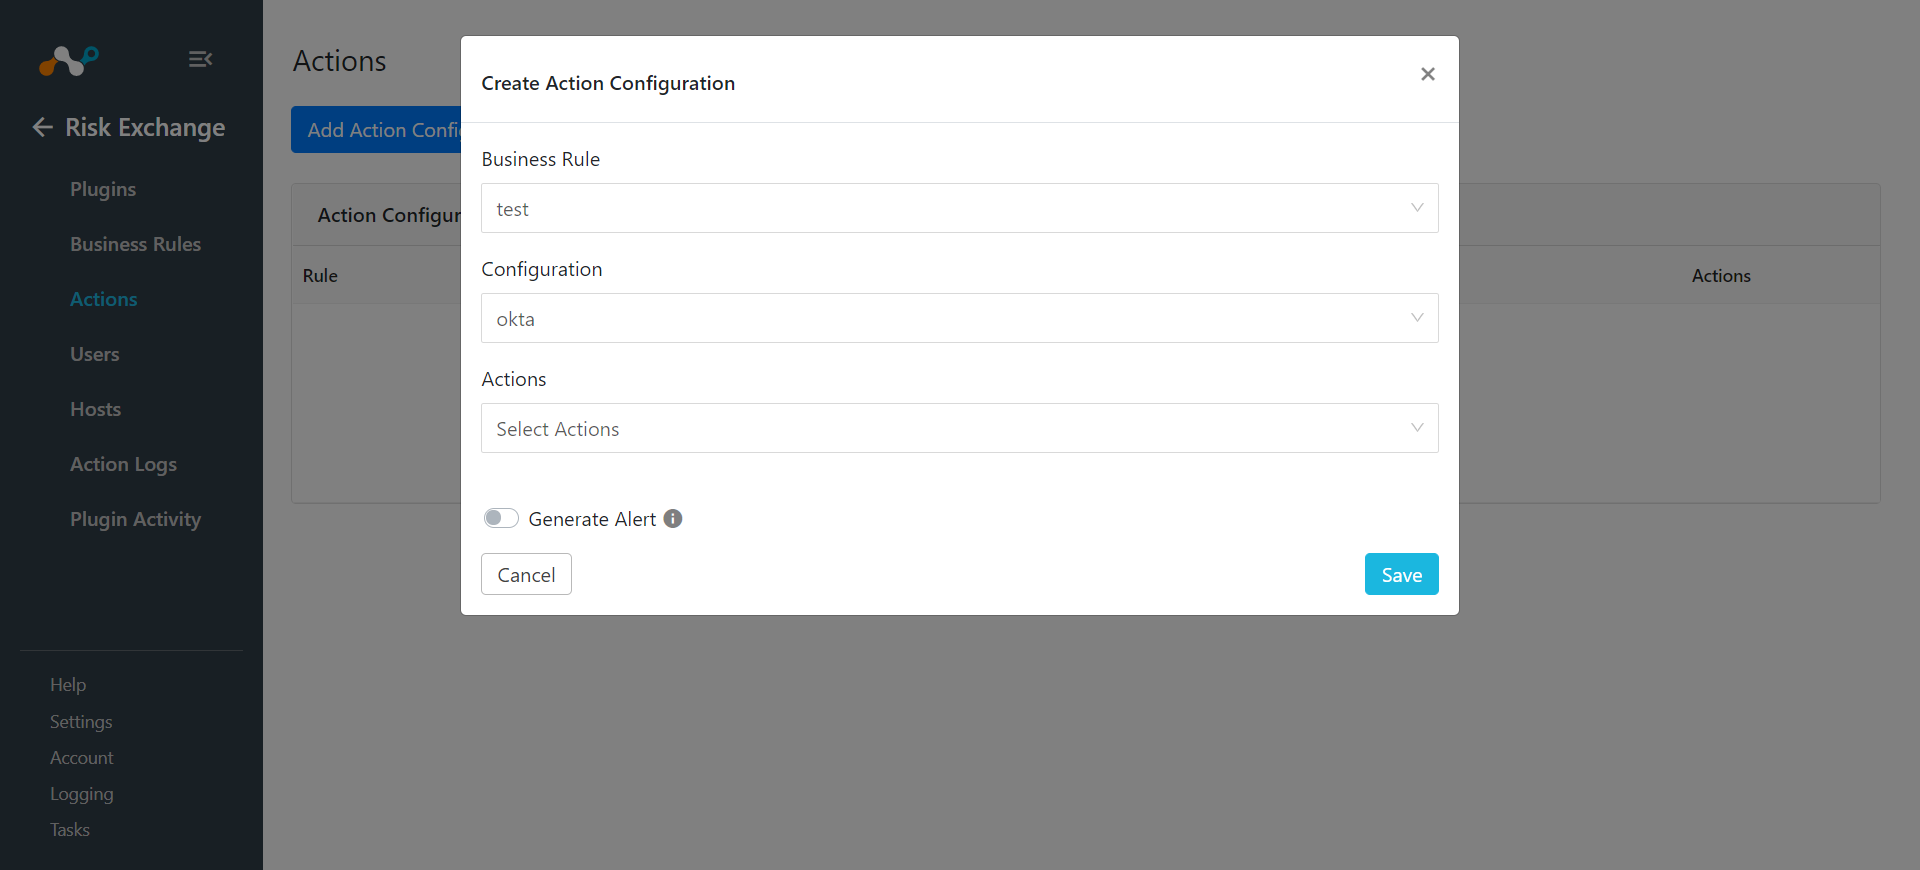 Risk Exchange
Plugins
Business Rules
Actions
Users
Hosts
Action Logs
Plugin Activity
Help
Settings
Account
Logging
Tasks
Actions
Add Action Confi
Action Configur
Rule
Actions
Create Action Configuration
Business Rule
test
Configuration
okta
Actions
Select Actions
Generate Alert
Cancel
Save